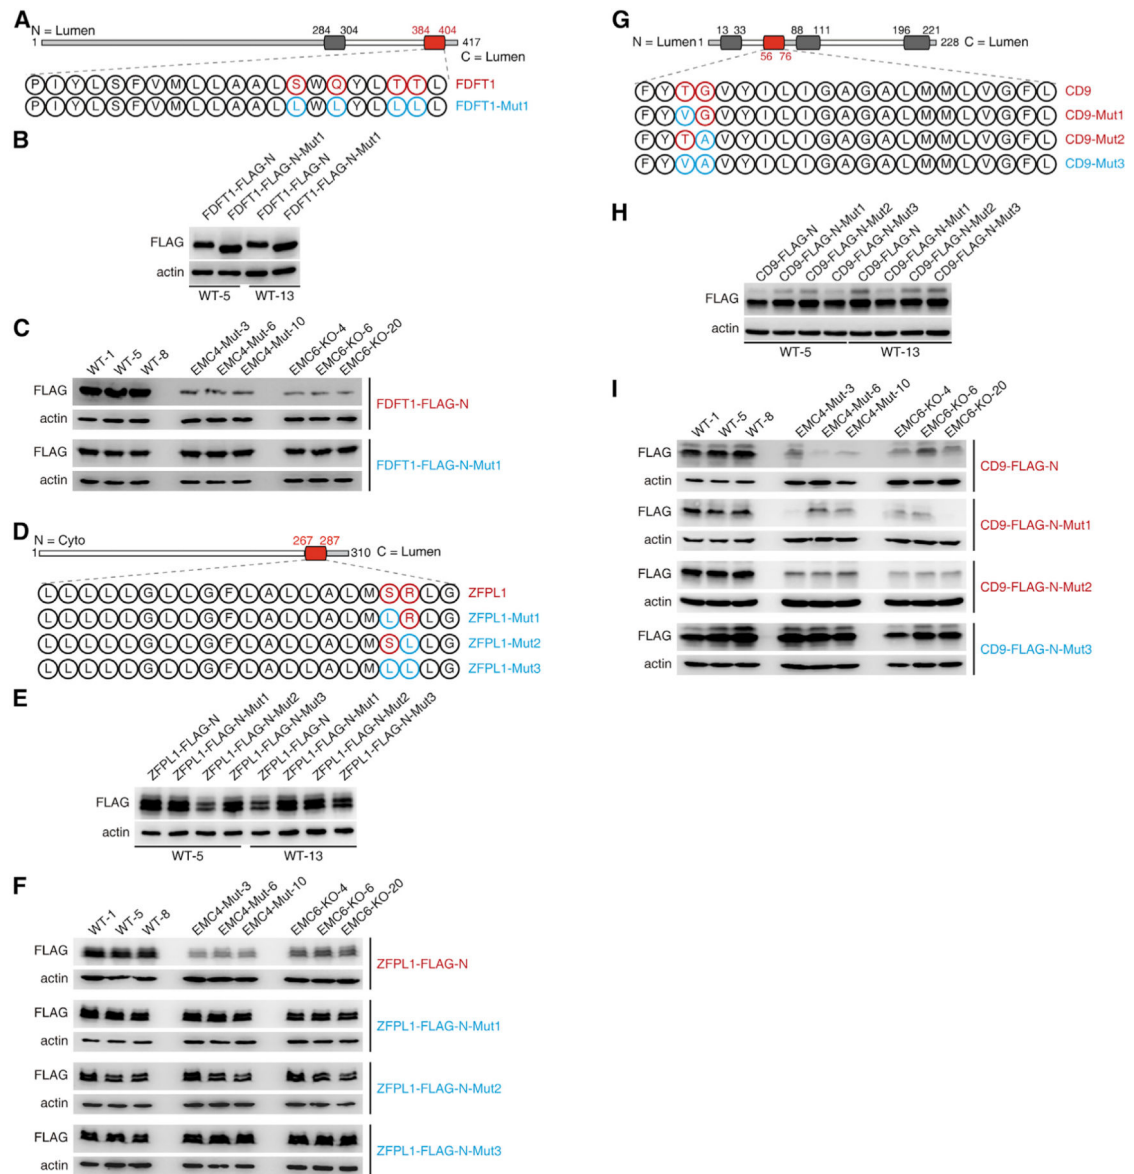 A
N = Lumen
284 304
384 404
1
417
C = Lumen
P I Y L S F V M L L A A L S W Q Y L T T L FDFT1
P I Y L S F V M L L A A L L W L Y L L L L FDFT1-Mut1
B
FDFT1-FLAG-N
FDFT1-FLAG-N-Mut1
FDFT1-FLAG-N
FDFT1-FLAG-N-Mut1
FLAG
actin
WT-5 WT-13
C
WT-1 WT-5 WT-8 EMC4-Mut-3 EMC4-Mut-6 EMC4-Mut-10 EMC6-KO-4 EMC6-KO-6 EMC6-KO-20
FLAG
actin
FDFT1-FLAG-N
FLAG
actin
FDFT1-FLAG-N-Mut1
D
N = Cyto
267 287
1
310 C = Lumen
L L L L L G L L G F L A L L A L M S R L G ZFPL1
L L L L L G L L G F L A L L A L M L R L G ZFPL1-Mut1
L L L L L G L L G F L A L L A L M S L L G ZFPL1-Mut2
L L L L L G L L G F L A L L A L M L L L G ZFPL1-Mut3
E
ZFPL1-FLAG-N
ZFPL1-FLAG-N-Mut1
ZFPL1-FLAG-N-Mut2
ZFPL1-FLAG-N-Mut3
ZFPL1-FLAG-N
ZFPL1-FLAG-N-Mut1
ZFPL1-FLAG-N-Mut2
ZFPL1-FLAG-N-Mut3
FLAG
actin
WT-5 WT-13
F
WT-1 WT-5 WT-8 EMC4-Mut-3 EMC4-Mut-6 EMC4-Mut-10 EMC6-KO-4 EMC6-KO-6 EMC6-KO-20
FLAG
actin
ZFPL1-FLAG-N
FLAG
actin
ZFPL1-FLAG-N-Mut1
FLAG
actin
ZFPL1-FLAG-N-Mut2
FLAG
actin
ZFPL1-FLAG-N-Mut3
G
13 33 88 111 196 221
N = Lumen 1
228 C = Lumen
56 76
F Y T G V Y I L I G A G A L M M L V G F L CD9
F Y V G V Y I L I G A G A L M M L V G F L CD9-Mut1
F Y T A V Y I L I G A G A L M M L V G F L CD9-Mut2
F Y V A V Y I L I G A G A L M M L V G F L CD9-Mut3
H
CD9-FLAG-N
CD9-FLAG-N-Mut1
CD9-FLAG-N-Mut2
CD9-FLAG-N-Mut3
CD9-FLAG-N
CD9-FLAG-N-Mut1
CD9-FLAG-N-Mut2
CD9-FLAG-N-Mut3
FLAG
actin
WT-5 WT-13
I
WT-1 WT-5 WT-8 EMC4-Mut-3 EMC4-Mut-6 EMC4-Mut-10 EMC6-KO-4 EMC6-KO-6 EMC6-KO-20
FLAG
actin
CD9-FLAG-N
FLAG
actin
CD9-FLAG-N-Mut1
FLAG
actin
CD9-FLAG-N-Mut2
FLAG
actin
CD9-FLAG-N-Mut3